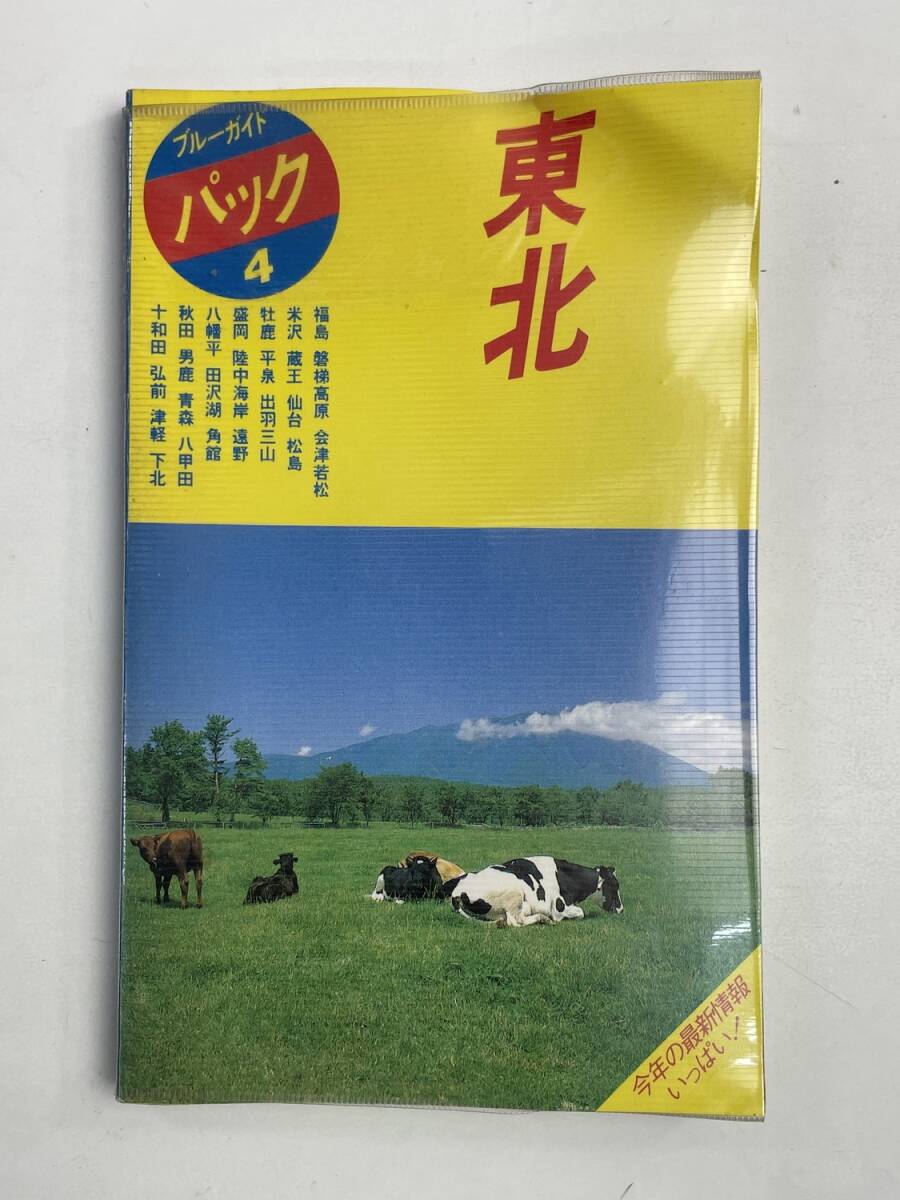 ブルーガイド
パック
4
東北
福島 磐梯高原 会津若松
米沢 蔵王 仙台 松島
牡鹿 平泉 出羽三山
盛岡 陸中海岸 遠野
八幡平 田沢湖 角館
秋田 男鹿 青森 八甲田
十和田 弘前 津軽 下北
今年の最新情報
いっぱい!